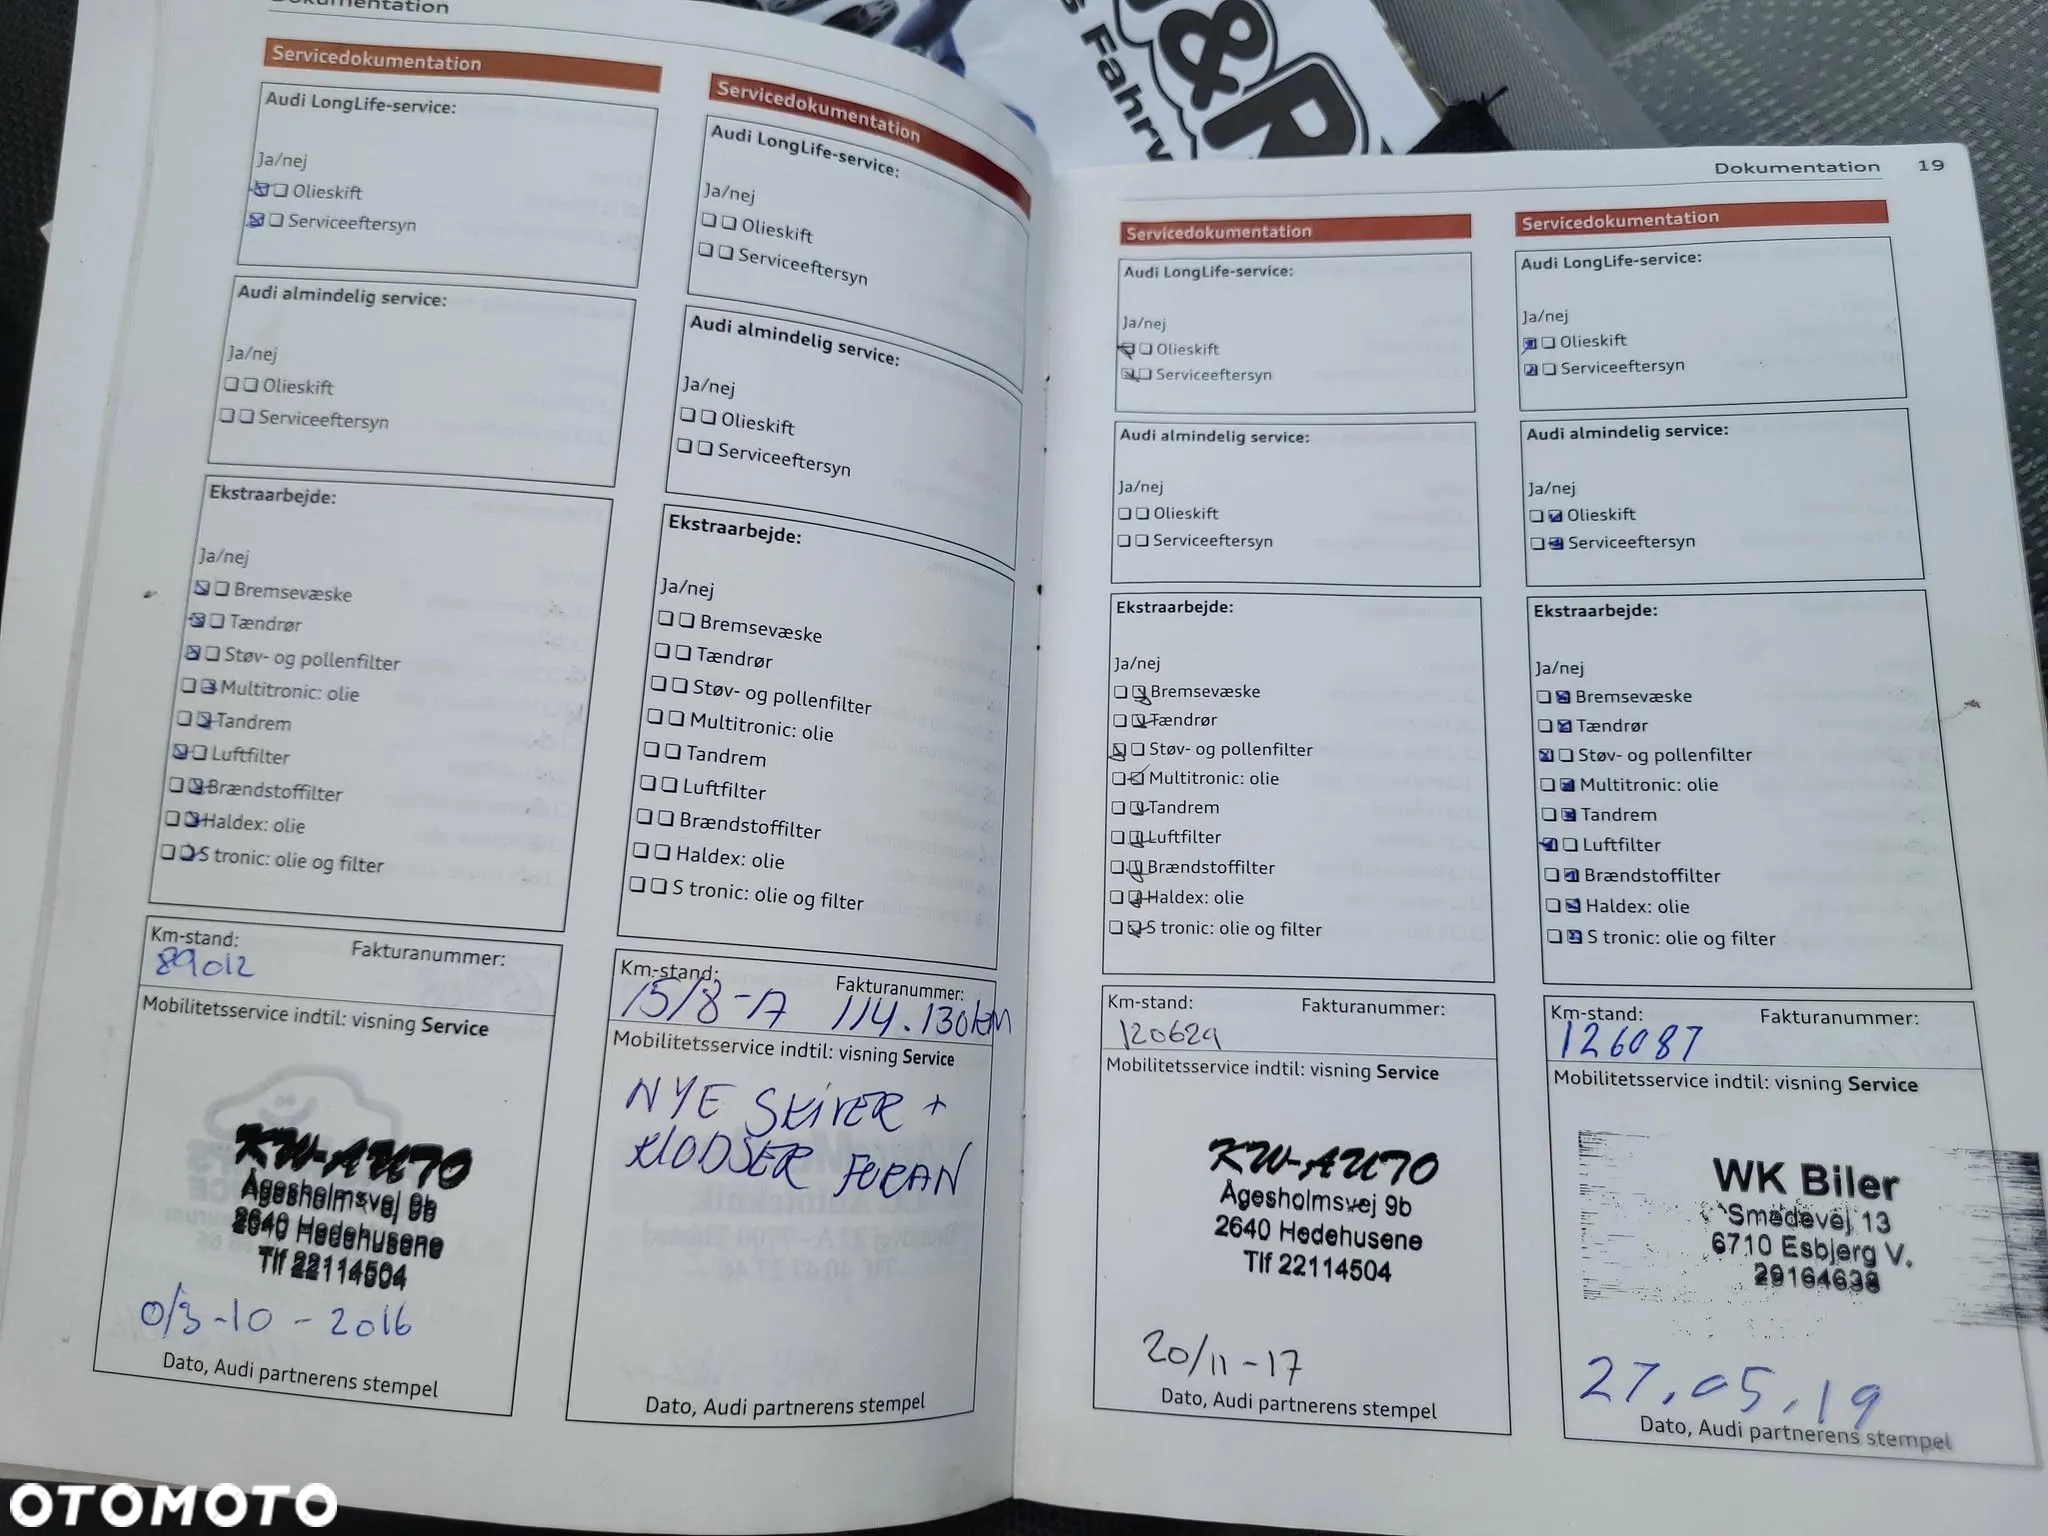 Dokumentation
Servicedokumentation
Audi LongLife-service:
Ja/nej
Olieskift
Serviceeftersyn
Audi almindelig service:
Ja/nej
Olieskift
Serviceeftersyn
Ekstraarbejde:
Ja/nej
Bremsevæske
Tændrør
Støv- og pollenfilter
Multitronic: olie
Tandrem
Luftfilter
Brændstoffilter
Haldex: olie
S tronic: olie og filter
Km-stand: Fakturanummer:
89012
Mobilitetsservice indtil: visning Service
KW-AUTO
Ågesholmsvej 9b
2640 Hedehusene
Tlf 22114504
0/3-10-2016
Dato, Audi partnerens stempel
Servicedokumentation
Audi LongLife-service:
Ja/nej
Olieskift
Serviceeftersyn
Audi almindelig service:
Ja/nej
Olieskift
Serviceeftersyn
Ekstraarbejde:
Ja/nej
Bremsevæske
Tændrør
Støv- og pollenfilter
Multitronic: olie
Tandrem
Luftfilter
Brændstoffilter
Haldex: olie
S tronic: olie og filter
Km-stand: Fakturanummer:
15/8-17 114.130km
Mobilitetsservice indtil: visning Service
NYE SKIVER +
KLODSER FORAN
Dato, Audi partnerens stempel
Dokumentation 19
Servicedokumentation
Audi LongLife-service:
Ja/nej
Olieskift
Serviceeftersyn
Audi almindelig service:
Ja/nej
Olieskift
Serviceeftersyn
Ekstraarbejde:
Ja/nej
Bremsevæske
Tændrør
Støv- og pollenfilter
Multitronic: olie
Tandrem
Luftfilter
Brændstoffilter
Haldex: olie
S tronic: olie og filter
Km-stand: Fakturanummer:
120629
Mobilitetsservice indtil: visning Service
KW-AUTO
Ågesholmsvej 9b
2640 Hedehusene
Tlf 22114504
20/11-17
Dato, Audi partnerens stempel
Servicedokumentation
Audi LongLife-service:
Ja/nej
Olieskift
Serviceeftersyn
Audi almindelig service:
Ja/nej
Olieskift
Serviceeftersyn
Ekstraarbejde:
Ja/nej
Bremsevæske
Tændrør
Støv- og pollenfilter
Multitronic: olie
Tandrem
Luftfilter
Brændstoffilter
Haldex: olie
S tronic: olie og filter
Km-stand: Fakturanummer:
126087
Mobilitetsservice indtil: visning Service
WK Biler
Smedevej 13
6710 Esbjerg V.
29164638
27.05.19
Dato, Audi partnerens stempel
OTOMOTO